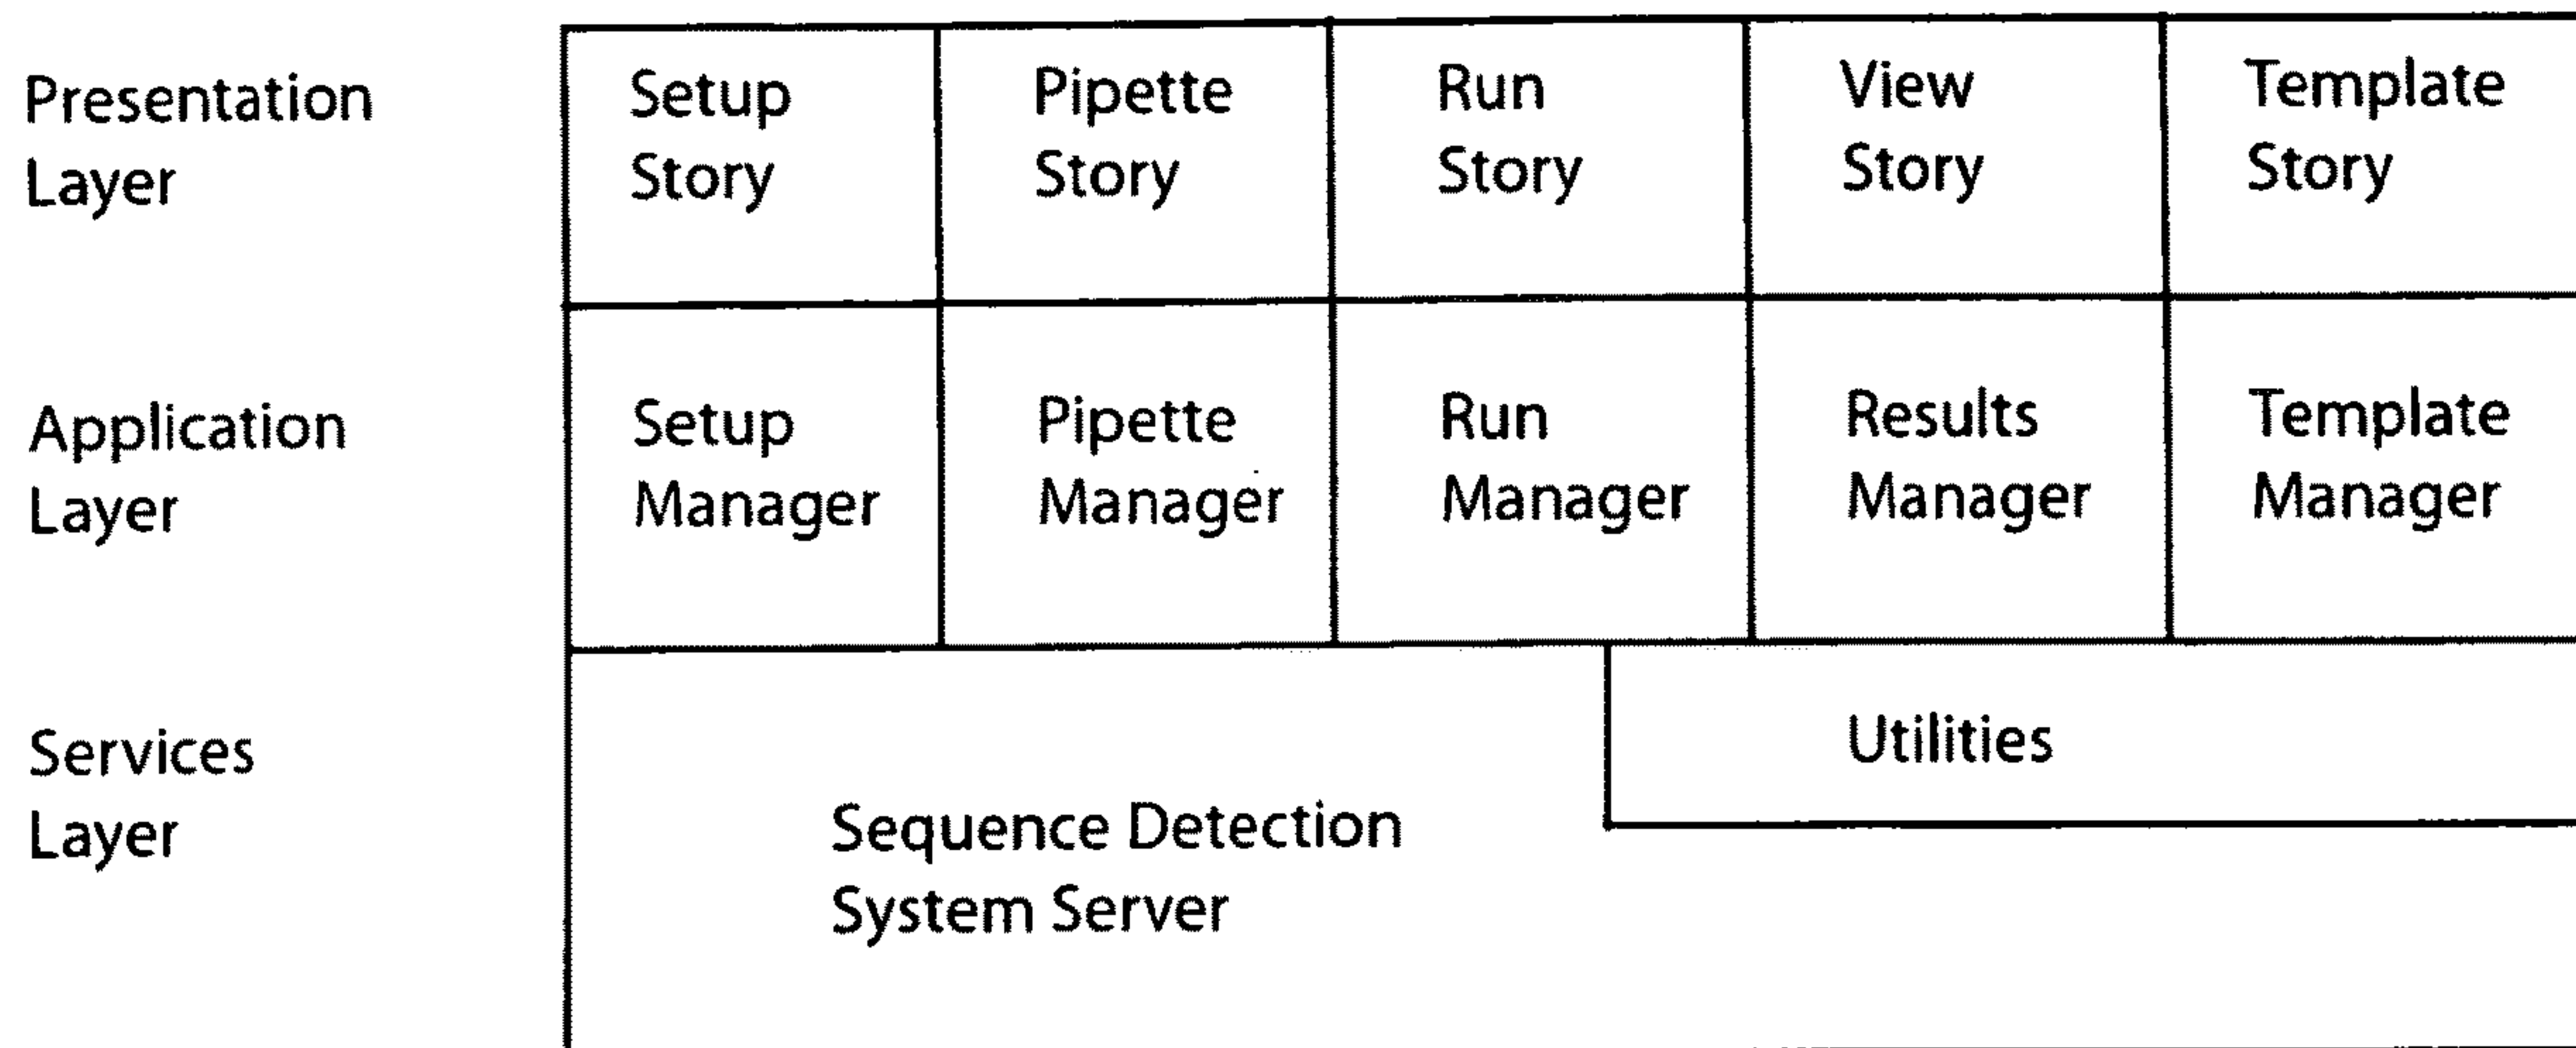 Presentation
Layer
Setup
Story
Pipette
Story
Run
Story
View
Story
Template
Story
Application
Layer
Setup
Manager
Pipette
Manager
Run
Manager
Results
Manager
Template
Manager
Services
Layer
Utilities
Sequence Detection
System Server